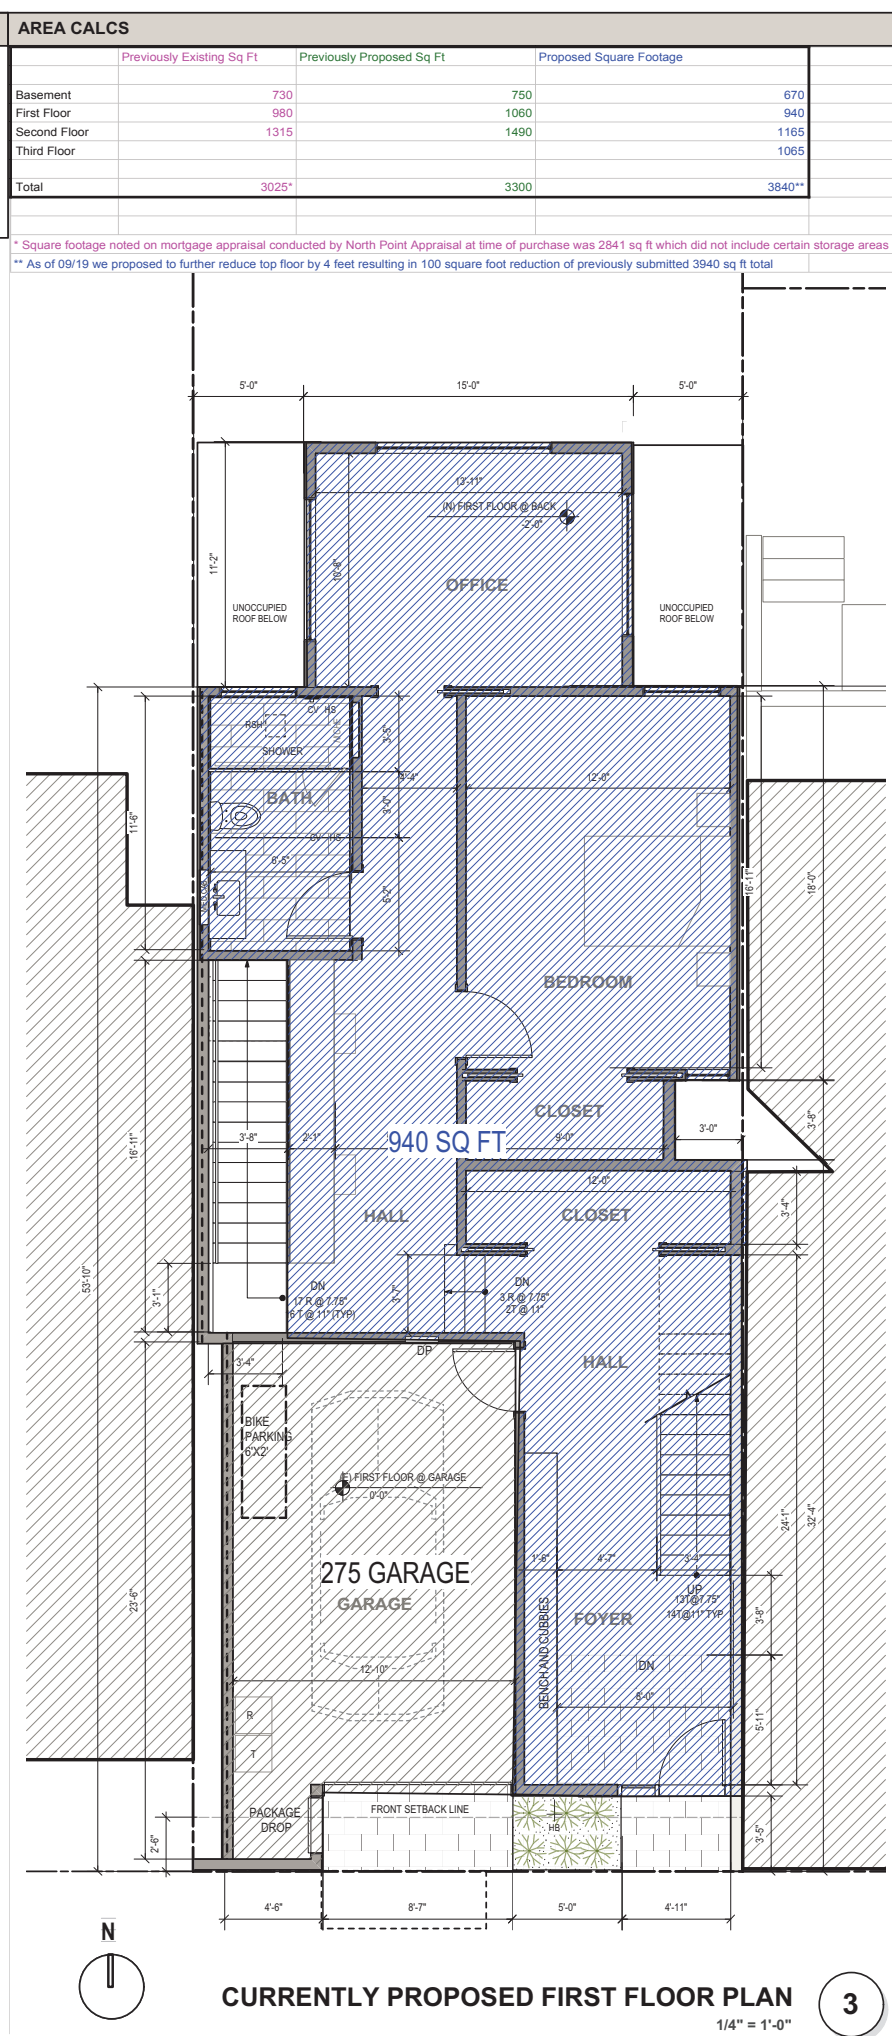 AREA CALCS
Previously Existing Sq Ft Previously Proposed Sq Ft Proposed Square Footage
Basement 730 750 670
First Floor 980 1060 940
Second Floor 1315 1490 1165
Third Floor 1065
Total 3025* 3300 3840**
* Square footage noted on mortgage appraisal conducted by North Point Appraisal at time of purchase was 2841 sq ft which did not include certain storage areas
** As of 09/19 we proposed to further reduce top floor by 4 feet resulting in 100 square foot reduction of previously submitted 3940 sq ft total
5'-0" 15'-0" 5'-0"
13'-11"
(N) FIRST FLOOR @ BACK
-2'-0"
11'-2"
10'-8"
OFFICE
UNOCCUPIED
ROOF BELOW
UNOCCUPIED
ROOF BELOW
CV HS
RSH
NICHE
SHOWER
3'-5"
4'-4"
12'-0"
BATH
3'-0"
11'-6"
CV HS
6'-5"
5'-2"
MED CAB
16'-11"
18'-0"
BEDROOM
CLOSET
3'-8"
2'-1"
940 SQ FT
9'-0"
3'-0"
3'-8"
16'-11"
12'-0"
HALL
CLOSET
3'-4"
53'-10"
3'-1"
DN
17 R @ 7.75"
16 T @ 11" (TYP)
3'-7"
DN
3 R @ 7.75"
2T @ 11"
DP
HALL
3'-4"
BIKE
PARKING
6'X2'
(E) FIRST FLOOR @ GARAGE
0'-0"
24'-1"
32'-4"
275 GARAGE
GARAGE
1'-6"
4'-7"
3'-4"
UP
13T@7.75"
14T@11" TYP
23'-6"
BENCH AND CUBBIES
FOYER
3'-8"
DN
12'-10"
8'-0"
R
5'-11"
T
PACKAGE
DROP
FRONT SETBACK LINE
HB
2'-6"
3'-5"
4'-6" 8'-7" 5'-0" 4'-11"
N
CURRENTLY PROPOSED FIRST FLOOR PLAN
3
1/4" = 1'-0"